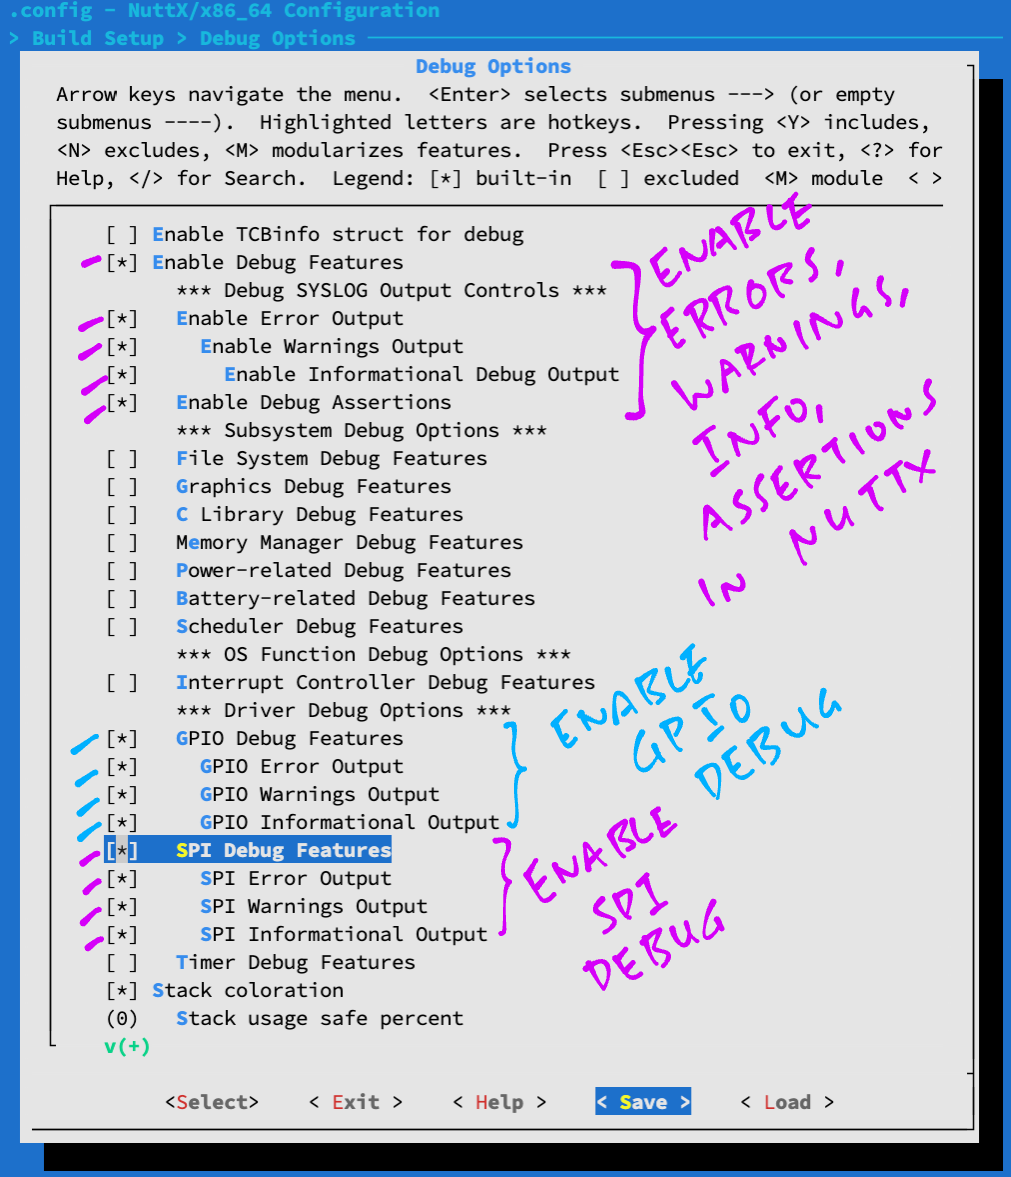 .config - NuttX/x86_64 Configuration
> Build Setup > Debug Options
Debug Options
Arrow keys navigate the menu.  <Enter> selects submenus ---> (or empty
submenus ----).  Highlighted letters are hotkeys.  Pressing <Y> includes,
<N> excludes, <M> modularizes features.  Press <Esc><Esc> to exit, <?> for
Help, </> for Search.  Legend: [*] built-in  [ ] excluded  <M> module  < >
[ ] Enable TCBinfo struct for debug
[*] Enable Debug Features
*** Debug SYSLOG Output Controls ***
[*]   Enable Error Output
[*]     Enable Warnings Output
[*]       Enable Informational Debug Output
[*]   Enable Debug Assertions
*** Subsystem Debug Options ***
[ ]   File System Debug Features
[ ]   Graphics Debug Features
[ ]   C Library Debug Features
[ ]   Memory Manager Debug Features
[ ]   Power-related Debug Features
[ ]   Battery-related Debug Features
[ ]   Scheduler Debug Features
*** OS Function Debug Options ***
[ ]   Interrupt Controller Debug Features
*** Driver Debug Options ***
[*]   GPIO Debug Features
[*]     GPIO Error Output
[*]     GPIO Warnings Output
[*]     GPIO Informational Output
[*]   SPI Debug Features
[*]     SPI Error Output
[*]     SPI Warnings Output
[*]     SPI Informational Output
[ ]   Timer Debug Features
[*] Stack coloration
(0)   Stack usage safe percent
v(+)
<Select>    < Exit >    < Help >    < Save >    < Load >
ENABLE
ERRORS,
WARNINGS,
INFO,
ASSERTIONS
IN NUTTX
ENABLE
GPIO
DEBUG
ENABLE
SPI
DEBUG